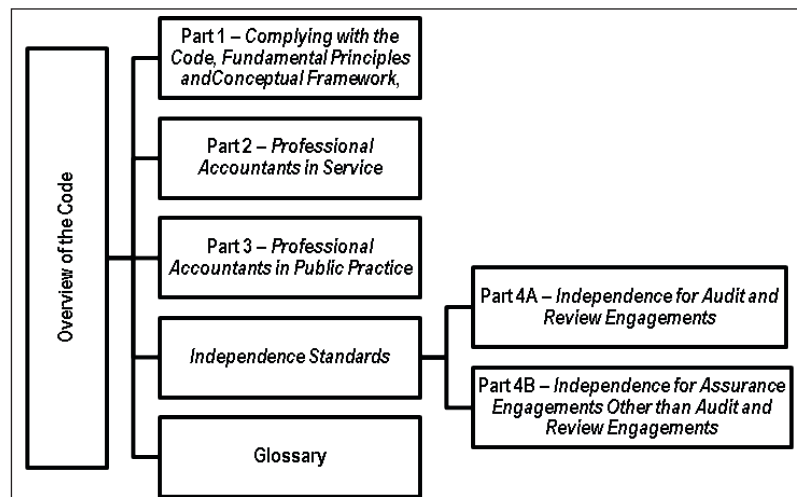 Overview of the Code
Part 1 – Complying with the
Code, Fundamental Principles
andConceptual Framework,
Part 2 – Professional
Accountants in Service
Part 3 – Professional
Accountants in Public Practice
Independence Standards
Part 4A – Independence for Audit and
Review Engagements
Part 4B – Independence for Assurance
Engagements Other than Audit and
Review Engagements
Glossary